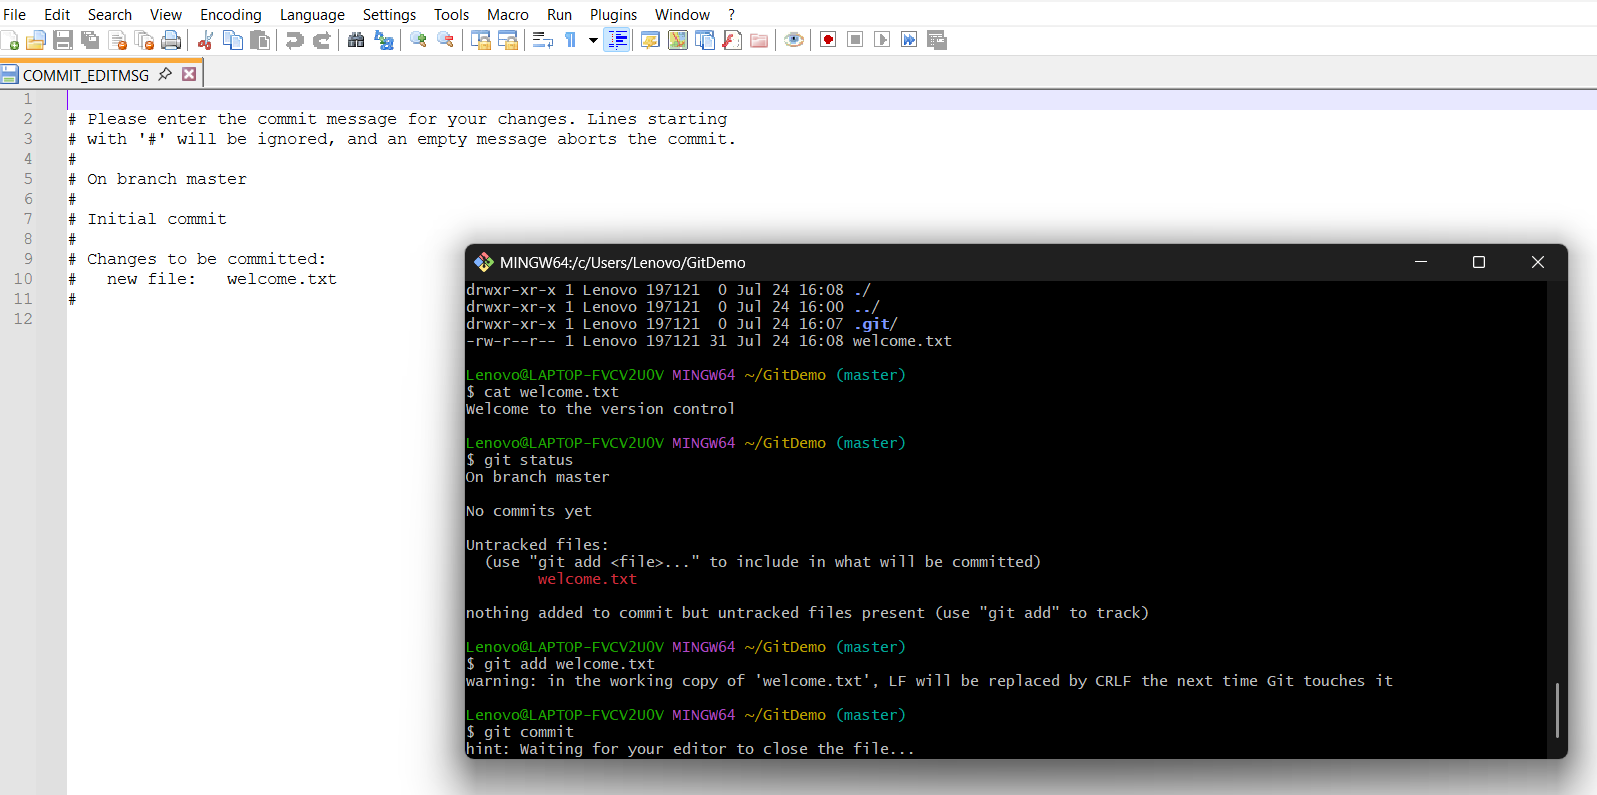 File Edit Search View Encoding Language Settings Tools Macro Run Plugins Window ?
COMMIT_EDITMSG
1
2 # Please enter the commit message for your changes. Lines starting
3 # with '#' will be ignored, and an empty message aborts the commit.
4 #
5 # On branch master
6 #
7 # Initial commit
8 #
9 # Changes to be committed:
10 #   new file:   welcome.txt
11 #
12
MINGW64:/c/Users/Lenovo/GitDemo
drwxr-xr-x 1 Lenovo 197121  0 Jul 24 16:08 ./
drwxr-xr-x 1 Lenovo 197121  0 Jul 24 16:00 ../
drwxr-xr-x 1 Lenovo 197121  0 Jul 24 16:07 .git/
-rw-r--r-- 1 Lenovo 197121 31 Jul 24 16:08 welcome.txt
Lenovo@LAPTOP-FVCV2U0V MINGW64 ~/GitDemo (master)
$ cat welcome.txt
Welcome to the version control
Lenovo@LAPTOP-FVCV2U0V MINGW64 ~/GitDemo (master)
$ git status
On branch master
No commits yet
Untracked files:
  (use "git add <file>..." to include in what will be committed)
        welcome.txt
nothing added to commit but untracked files present (use "git add" to track)
Lenovo@LAPTOP-FVCV2U0V MINGW64 ~/GitDemo (master)
$ git add welcome.txt
warning: in the working copy of 'welcome.txt', LF will be replaced by CRLF the next time Git touches it
Lenovo@LAPTOP-FVCV2U0V MINGW64 ~/GitDemo (master)
$ git commit
hint: Waiting for your editor to close the file...